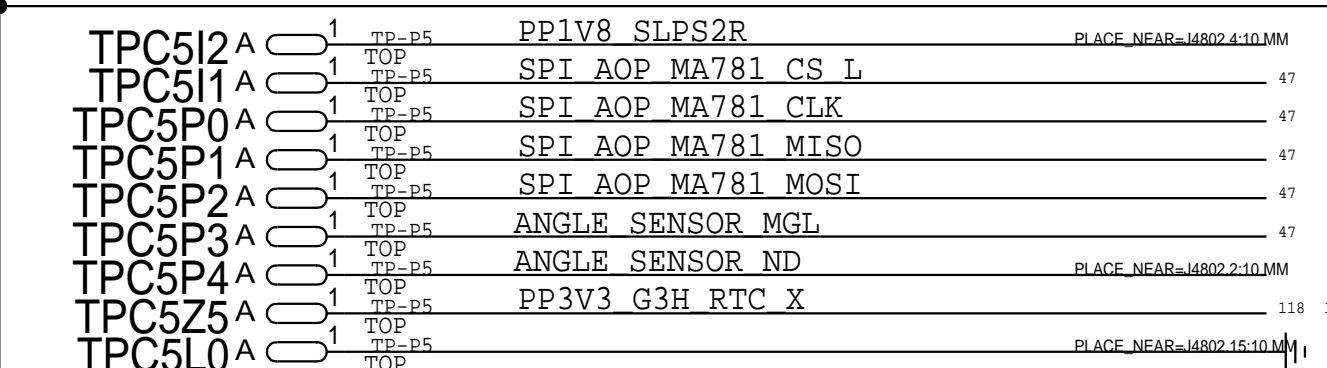 TPC5I2 A 1 TP-P5 PP1V8_SLPS2R PLACE_NEAR=J4802.4:10 MM
TOP
TPC5I1 A 1 TP-P5 SPI_AOP_MA781_CS_L 47
TOP
TPC5P0 A 1 TP-P5 SPI_AOP_MA781_CLK 47
TOP
TPC5P1 A 1 TP-P5 SPI_AOP_MA781_MISO 47
TOP
TPC5P2 A 1 TP-P5 SPI_AOP_MA781_MOSI 47
TOP
TPC5P3 A 1 TP-P5 ANGLE_SENSOR_MGL 47
TOP
TPC5P4 A 1 TP-P5 ANGLE_SENSOR_ND PLACE_NEAR=J4802.2:10 MM
TOP
TPC5Z5 A 1 TP-P5 PP3V3_G3H_RTC_X 118
TOP
TPC5L0 A 1 TP-P5 PLACE_NEAR=J4802.15:10 MM
TOP